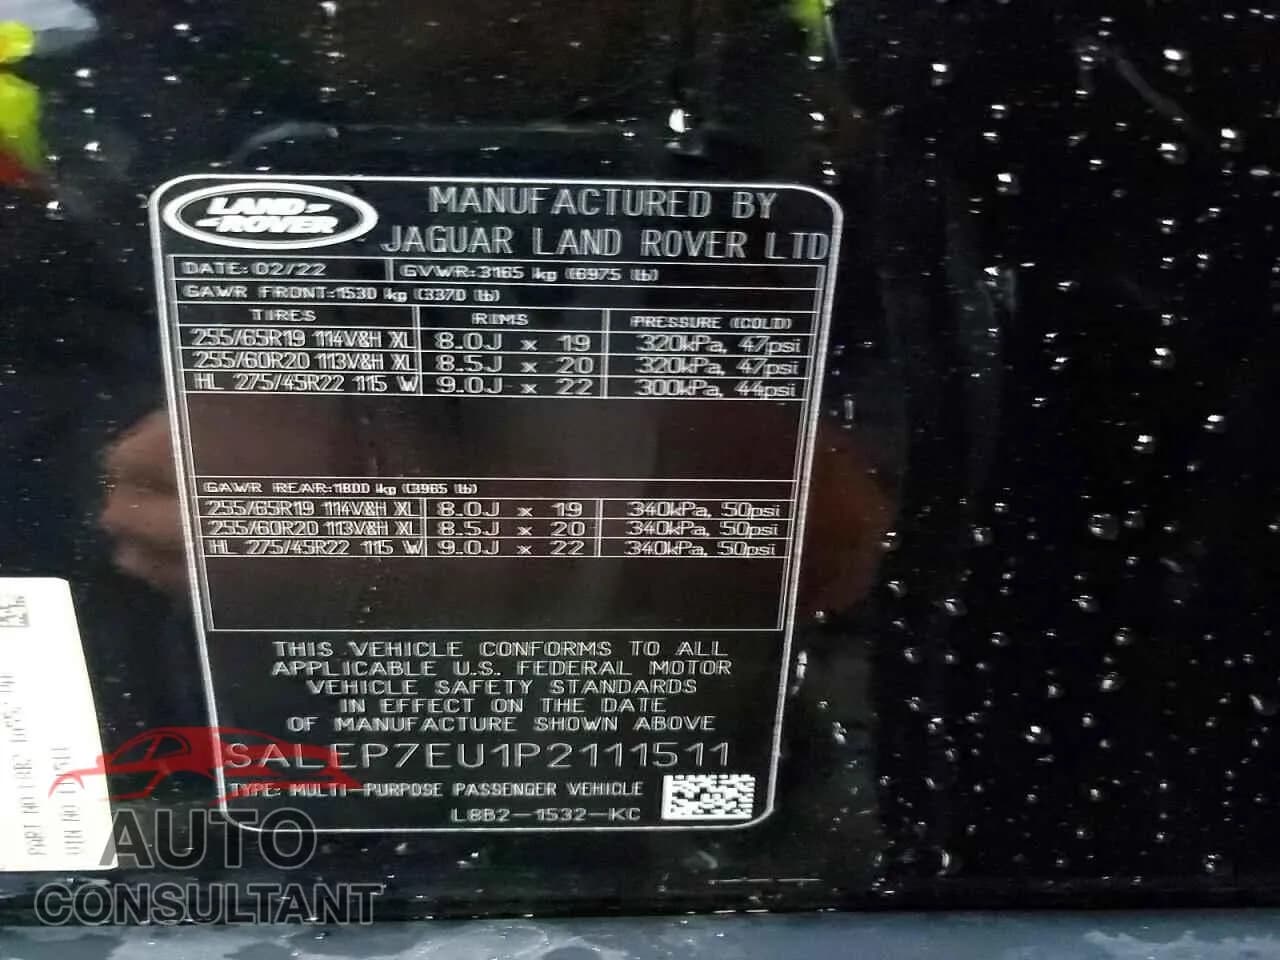 LAND ROVER
MANUFACTURED BY
JAGUAR LAND ROVER LTD
DATE: 02/22 GVWR: 3165 kg (6975 lb)
GAWR FRONT: 1530 kg (3370 lb)
TIRES RIMS PRESSURE (COLD)
255/65R19 114V&H XL 8.0J x 19 320kPa, 47psi
255/60R20 113V&H XL 8.5J x 20 320kPa, 47psi
HL 275/45R22 115 W 9.0J x 22 300kPa, 44psi
GAWR REAR: 1800 kg (3965 lb)
255/65R19 114V&H XL 8.0J x 19 340kPa, 50psi
255/60R20 113V&H XL 8.5J x 20 340kPa, 50psi
HL 275/45R22 115 W 9.0J x 22 340kPa, 50psi
THIS VEHICLE CONFORMS TO ALL
APPLICABLE U.S. FEDERAL MOTOR
VEHICLE SAFETY STANDARDS
IN EFFECT ON THE DATE
OF MANUFACTURE SHOWN ABOVE
SALEP7EU1P2111511
TYPE: MULTI-PURPOSE PASSENGER VEHICLE
L8B2-1532-KC
PART NO
VIN NO
AUTO
CONSULTANT